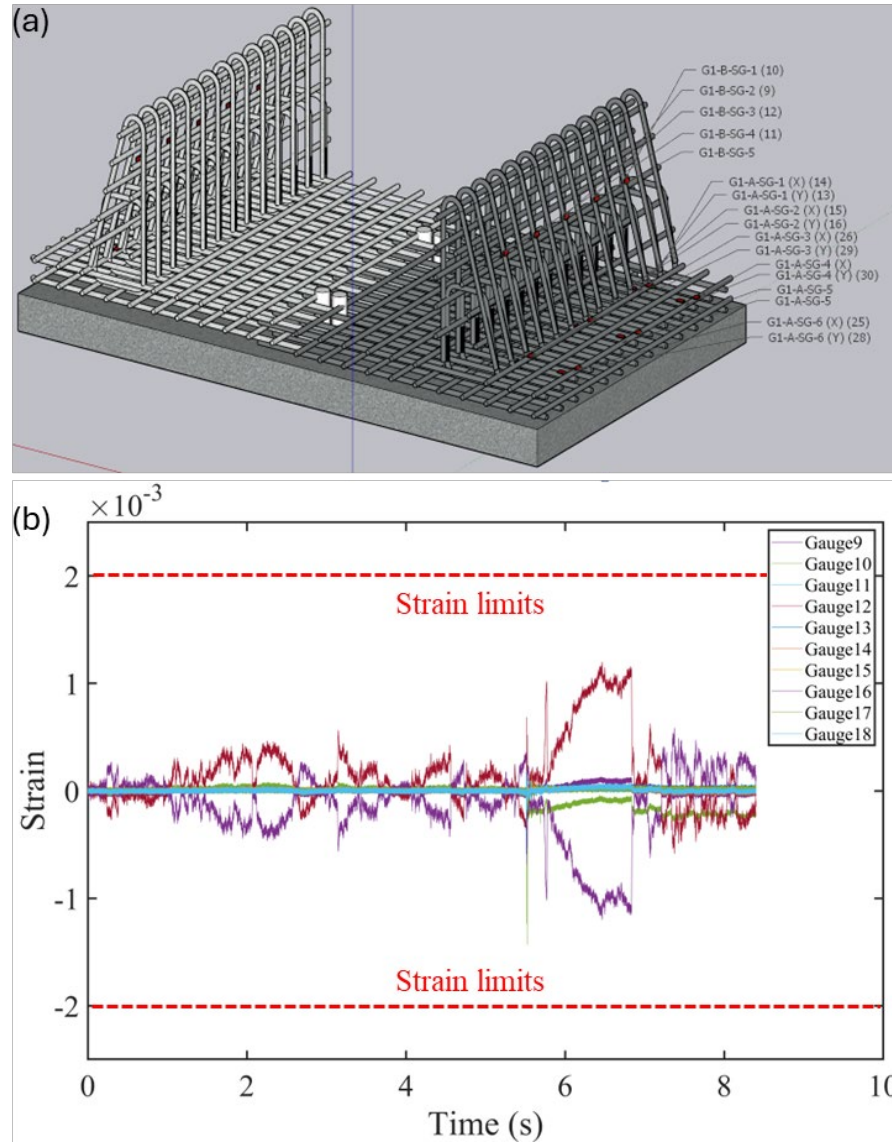 (a)
G1-B-SG-1 (10)
G1-B-SG-2 (9)
G1-B-SG-3 (12)
G1-B-SG-4 (11)
G1-B-SG-5
G1-A-SG-1 (X) (14)
G1-A-SG-1 (Y) (13)
G1-A-SG-2 (X) (15)
G1-A-SG-2 (Y) (16)
G1-A-SG-3 (X) (26)
G1-A-SG-3 (Y) (29)
G1-A-SG-4 (X)
G1-A-SG-4 (Y) (30)
G1-A-SG-5
G1-A-SG-5
G1-A-SG-6 (X) (25)
G1-A-SG-6 (Y) (28)
(b)
×10⁻³
Strain limits
Gauge9
Gauge10
Gauge11
Gauge12
Gauge13
Gauge14
Gauge15
Gauge16
Gauge17
Gauge18
2
1
0
-1
-2
Strain
Strain limits
0 2 4 6 8 10
Time (s)